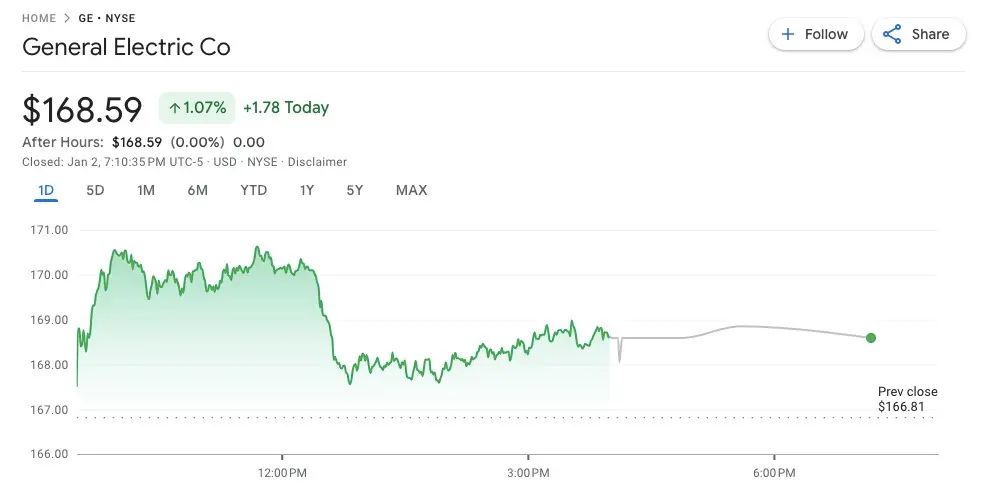 HOME > GE • NYSE
General Electric Co
Follow
Share
$168.59 ↑1.07% +1.78 Today
After Hours: $168.59 (0.00%) 0.00
Closed: Jan 2, 7:10:35 PM UTC-5 · USD · NYSE · Disclaimer
1D 5D 1M 6M YTD 1Y 5Y MAX
171.00
170.00
169.00
168.00
167.00
166.00
Prev close
$166.81
12:00 PM 3:00 PM 6:00 PM